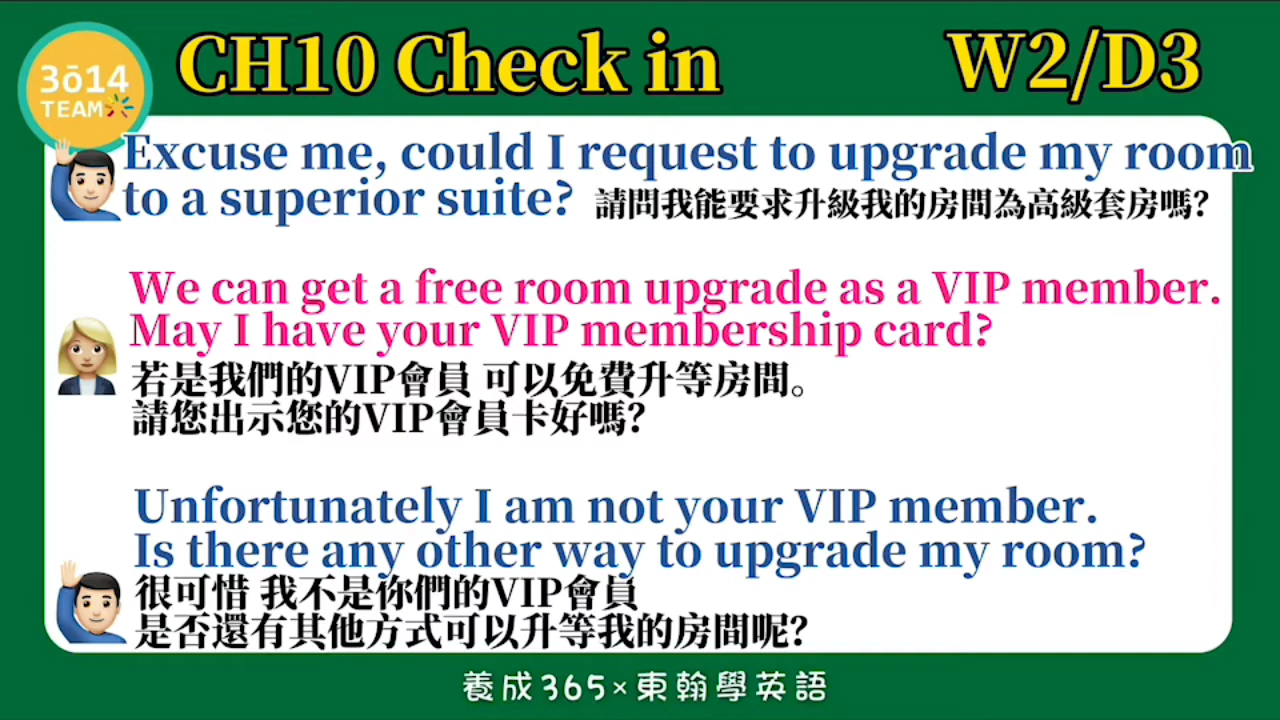 3ō14
TEAM
CH10 Check in
W2/D3
Excuse me, could I request to upgrade my room
to a superior suite? 請問我能要求升級我的房間為高級套房嗎?
We can get a free room upgrade as a VIP member.
May I have your VIP membership card?
若是我們的VIP會員 可以免費升等房間。
請您出示您的VIP會員卡好嗎?
Unfortunately I am not your VIP member.
Is there any other way to upgrade my room?
很可惜 我不是你們的VIP會員
是否還有其他方式可以升等我的房間呢?
養成365×東翰學英語